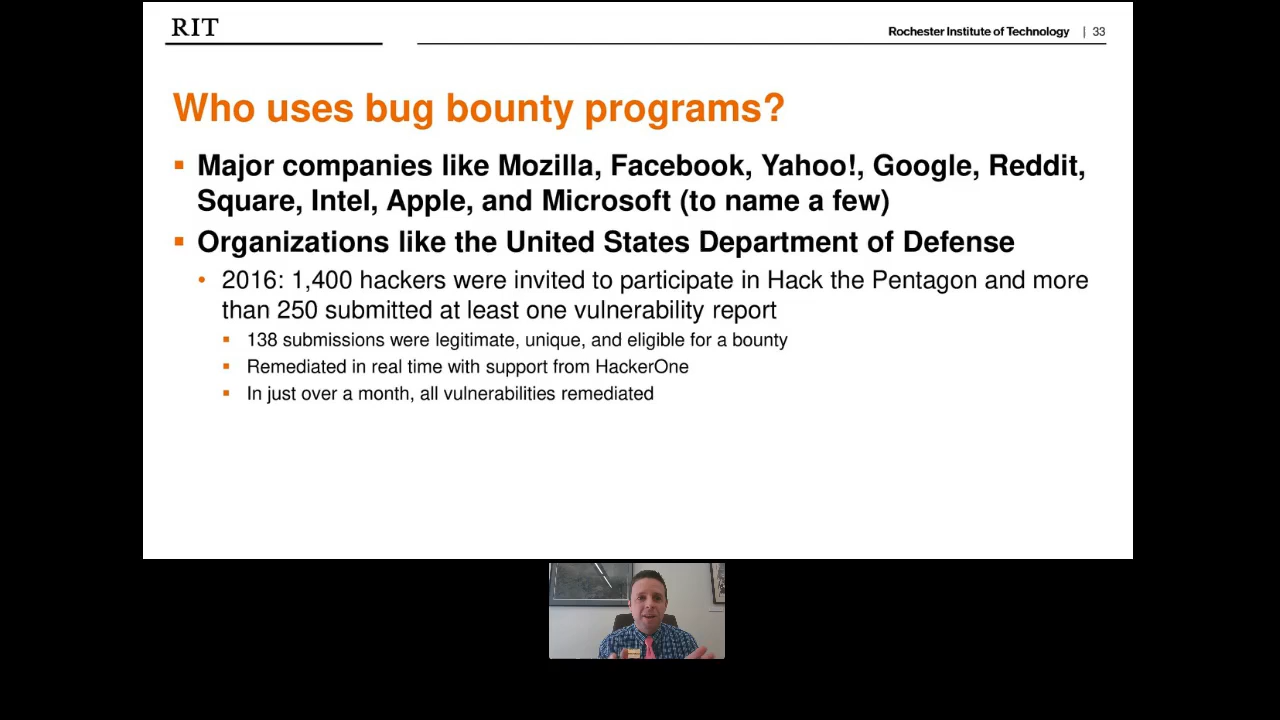 RIT
Rochester Institute of Technology | 33
Who uses bug bounty programs?
Major companies like Mozilla, Facebook, Yahoo!, Google, Reddit,
Square, Intel, Apple, and Microsoft (to name a few)
Organizations like the United States Department of Defense
2016: 1,400 hackers were invited to participate in Hack the Pentagon and more
than 250 submitted at least one vulnerability report
138 submissions were legitimate, unique, and eligible for a bounty
Remediated in real time with support from HackerOne
In just over a month, all vulnerabilities remediated